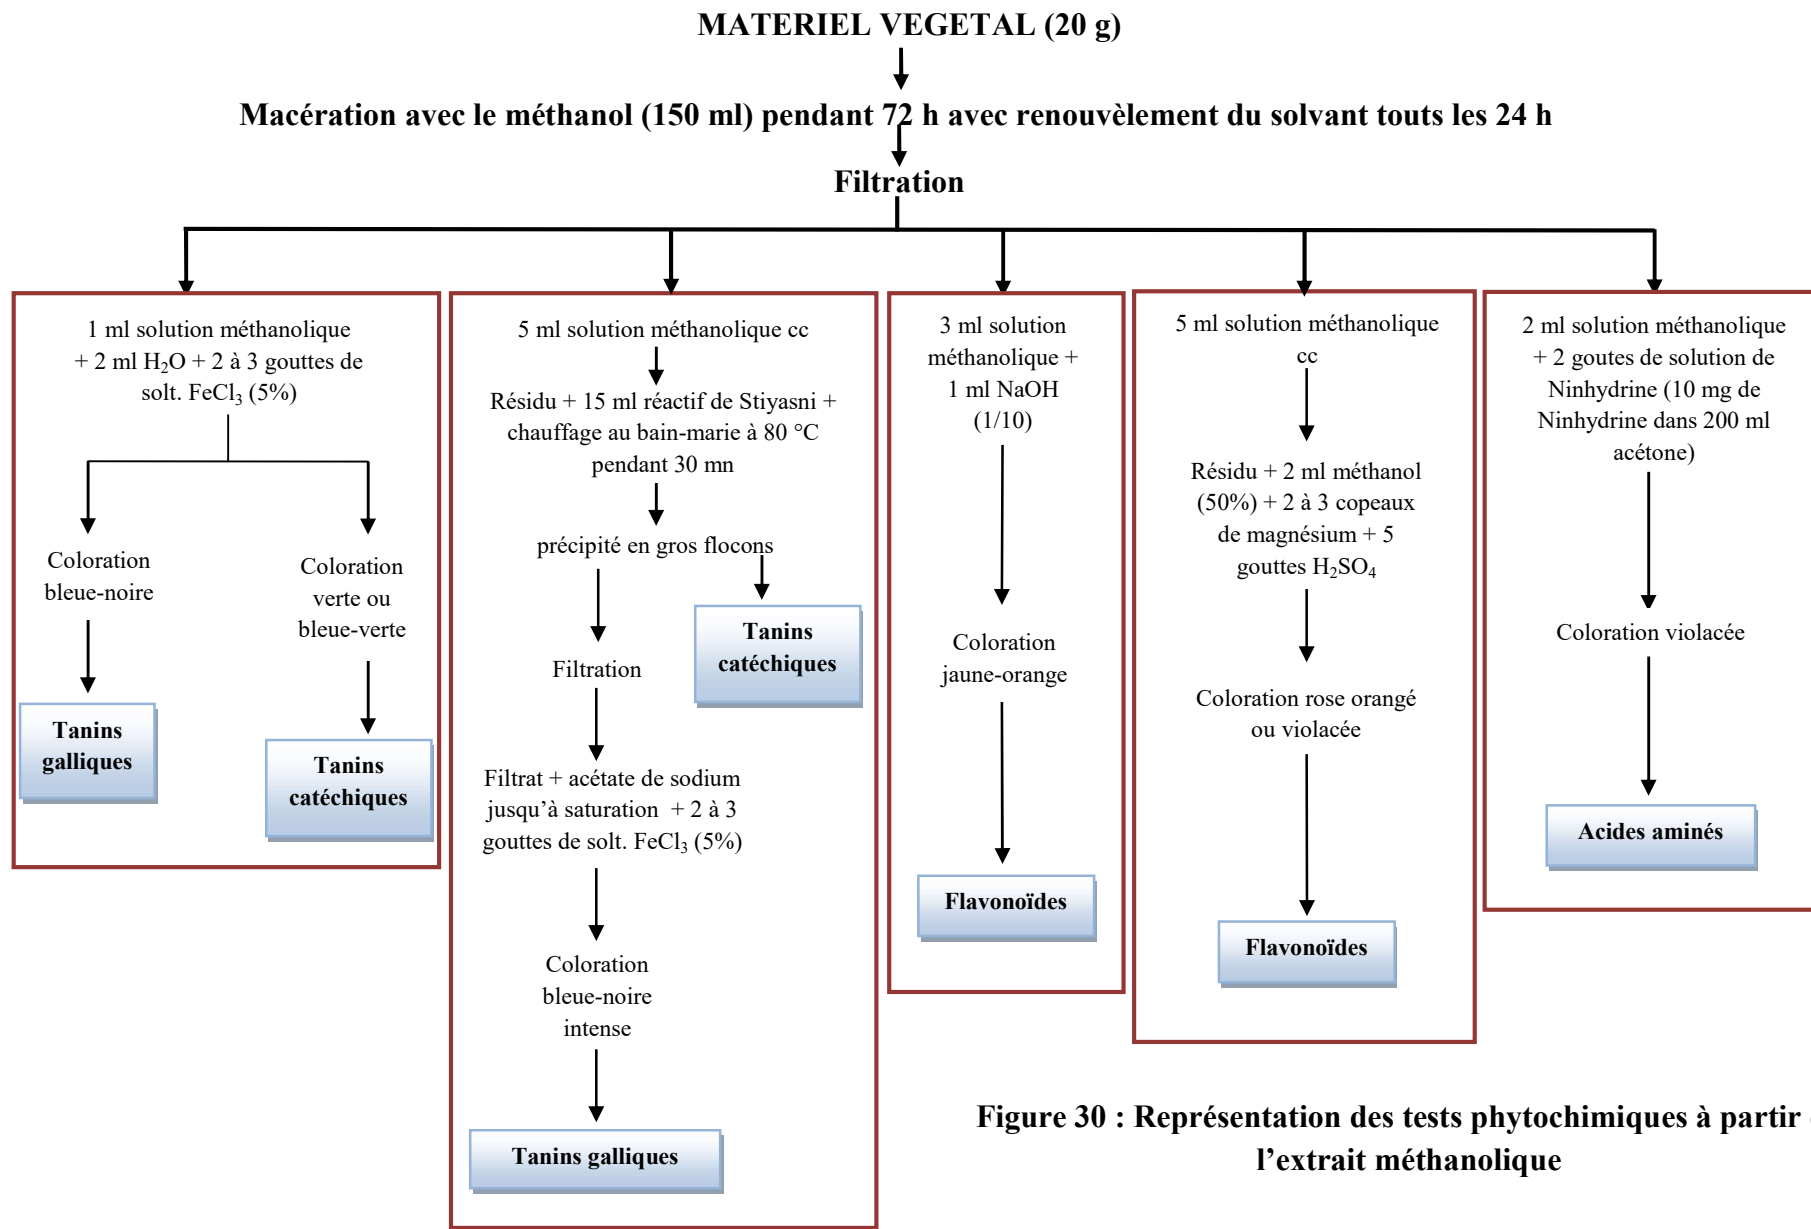 MATERIEL VEGETAL (20 g)
Macération avec le méthanol (150 ml) pendant 72 h avec renouvèlement du solvant touts les 24 h
Filtration
1 ml solution méthanolique
+ 2 ml H₂O + 2 à 3 gouttes de
solt. FeCl₃ (5%)
Coloration
bleue-noire
Tanins
galliques
Coloration
verte ou
bleue-verte
Tanins
catéchiques
5 ml solution méthanolique cc
Résidu + 15 ml réactif de Stiyasni +
chauffage au bain-marie à 80 °C
pendant 30 mn
précipité en gros flocons
Tanins
catéchiques
Filtration
Filtrat + acétate de sodium
jusqu’à saturation + 2 à 3
gouttes de solt. FeCl₃ (5%)
Coloration
bleue-noire
intense
Tanins galliques
3 ml solution
méthanolique +
1 ml NaOH
(1/10)
Coloration
jaune-orange
Flavonoïdes
5 ml solution méthanolique
cc
Résidu + 2 ml méthanol
(50%) + 2 à 3 copeaux
de magnésium + 5
gouttes H₂SO₄
Coloration rose orangé
ou violacée
Flavonoïdes
2 ml solution méthanolique
+ 2 goutes de solution de
Ninhydrine (10 mg de
Ninhydrine dans 200 ml
acétone)
Coloration violacée
Acides aminés
Figure 30 : Représentation des tests phytochimiques à partir
l’extrait méthanolique